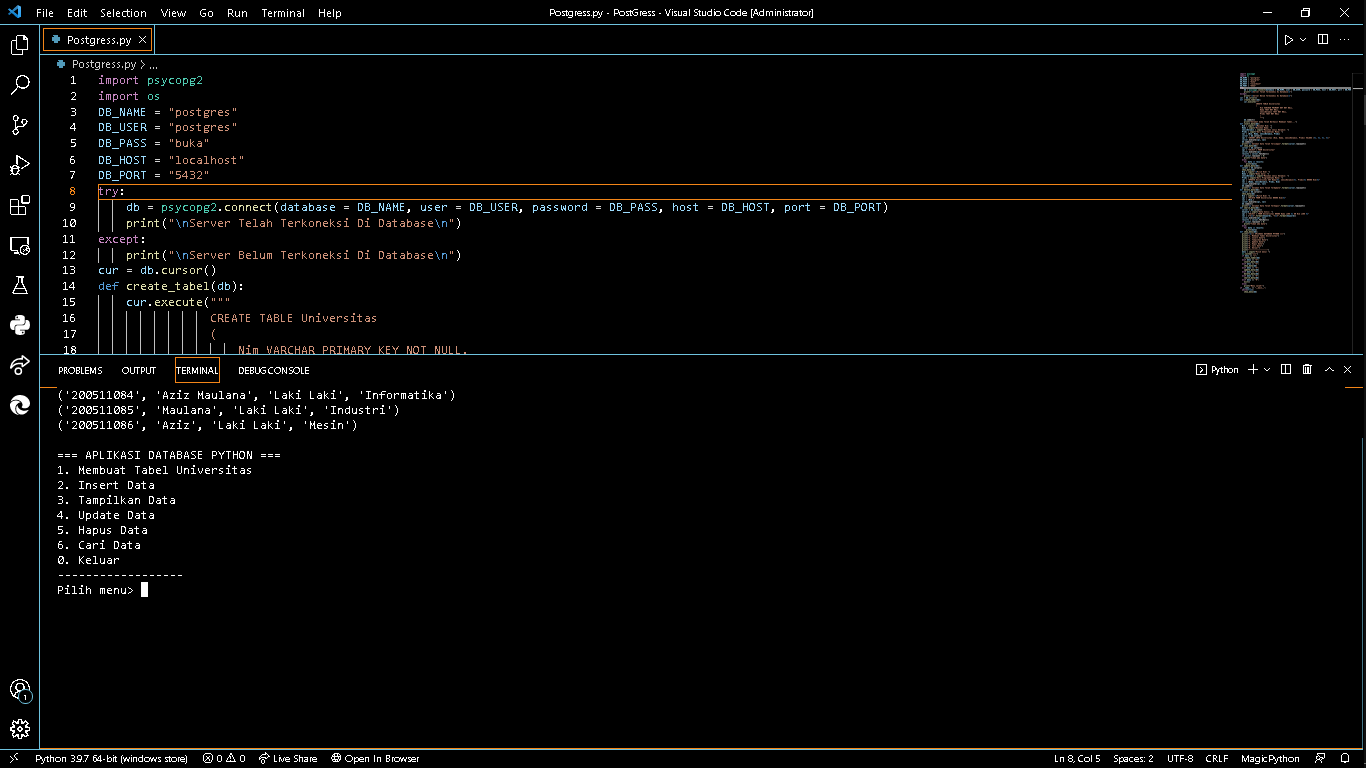 File Edit Selection View Go Run Terminal Help
Postgress.py - PostGress - Visual Studio Code [Administrator]
Postgress.py
Postgress.py > ...
1 import psycopg2
2 import os
3 DB_NAME = "postgres"
4 DB_USER = "postgres"
5 DB_PASS = "buka"
6 DB_HOST = "localhost"
7 DB_PORT = "5432"
8 try:
9 db = psycopg2.connect(database = DB_NAME, user = DB_USER, password = DB_PASS, host = DB_HOST, port = DB_PORT)
10 print("\nServer Telah Terkoneksi Di Database\n")
11 except:
12 print("\nServer Belum Terkoneksi Di Database\n")
13 cur = db.cursor()
14 def create_tabel(db):
15 cur.execute("""
16 CREATE TABLE Universitas
17 (
18 Nim VARCHAR PRIMARY KEY NOT NULL,
PROBLEMS OUTPUT TERMINAL DEBUG CONSOLE
Python
('200511084', 'Aziz Maulana', 'Laki Laki', 'Informatika')
('200511085', 'Maulana', 'Laki Laki', 'Industri')
('200511086', 'Aziz', 'Laki Laki', 'Mesin')
=== APLIKASI DATABASE PYTHON ===
1. Membuat Tabel Universitas
2. Insert Data
3. Tampilkan Data
4. Update Data
5. Hapus Data
6. Cari Data
0. Keluar
------------------
Pilih menu>
1
Python 3.9.7 64-bit (windows store) 0 0 Live Share Open In Browser
Ln 8, Col 5 Spaces: 2 UTF-8 CRLF MagicPython